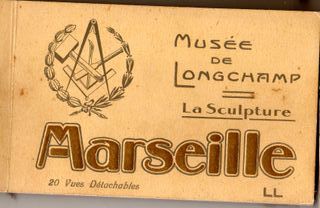 Musée
DE
Longchamp
La Sculpture
Marseille
20 Vues Détachables
LL